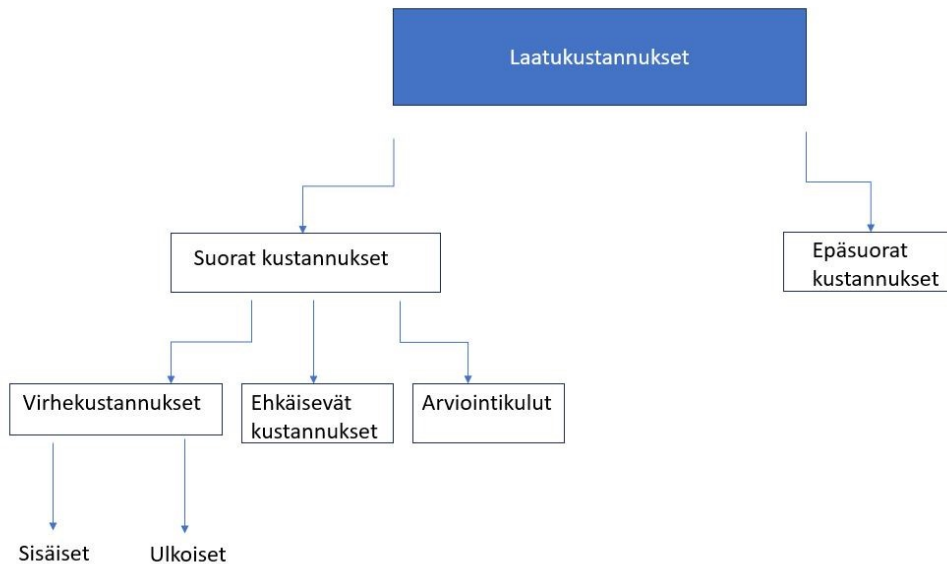 Laatukustannukset
Suorat kustannukset
Epäsuorat
kustannukset
Virhekustannukset
Ehkäisevät
kustannukset
Arviointikulut
Sisäiset
Ulkoiset